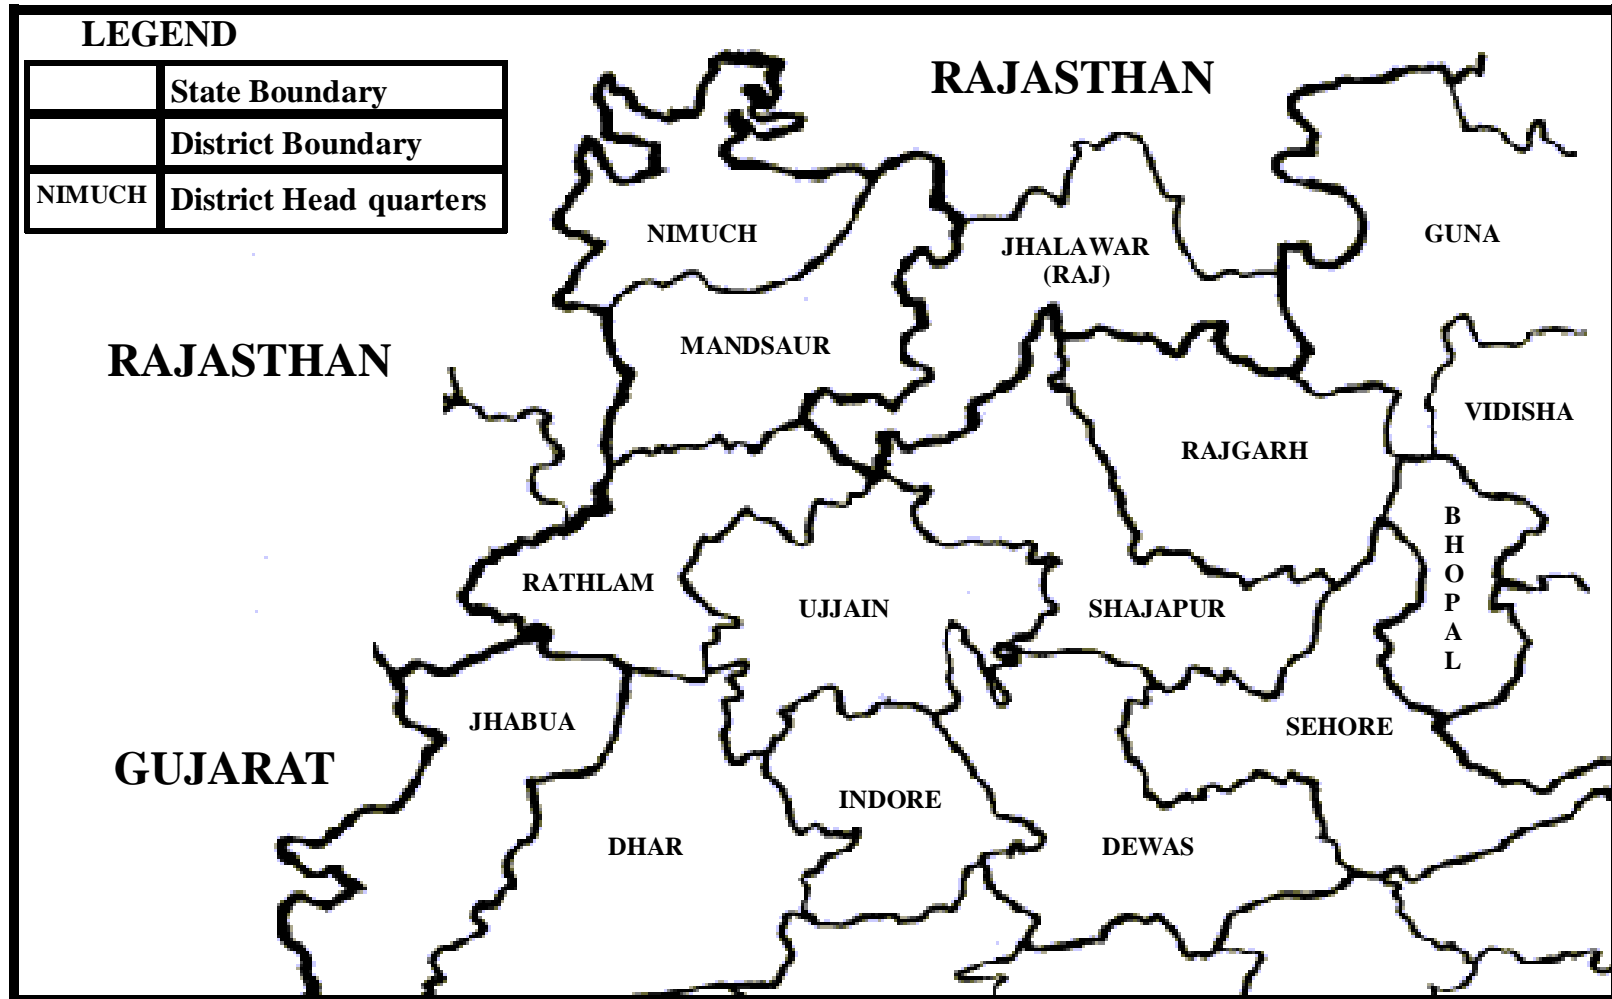 LEGEND
State Boundary
District Boundary
NIMUCH District Head quarters
RAJASTHAN
NIMUCH
JHALAWAR
(RAJ)
GUNA
RAJASTHAN
MANDSAUR
VIDISHA
RAJGARH
BHOPAL
RATHLAM
UJJAIN
SHAJAPUR
JHABUA
SEHORE
GUJARAT
INDORE
DHAR
DEWAS